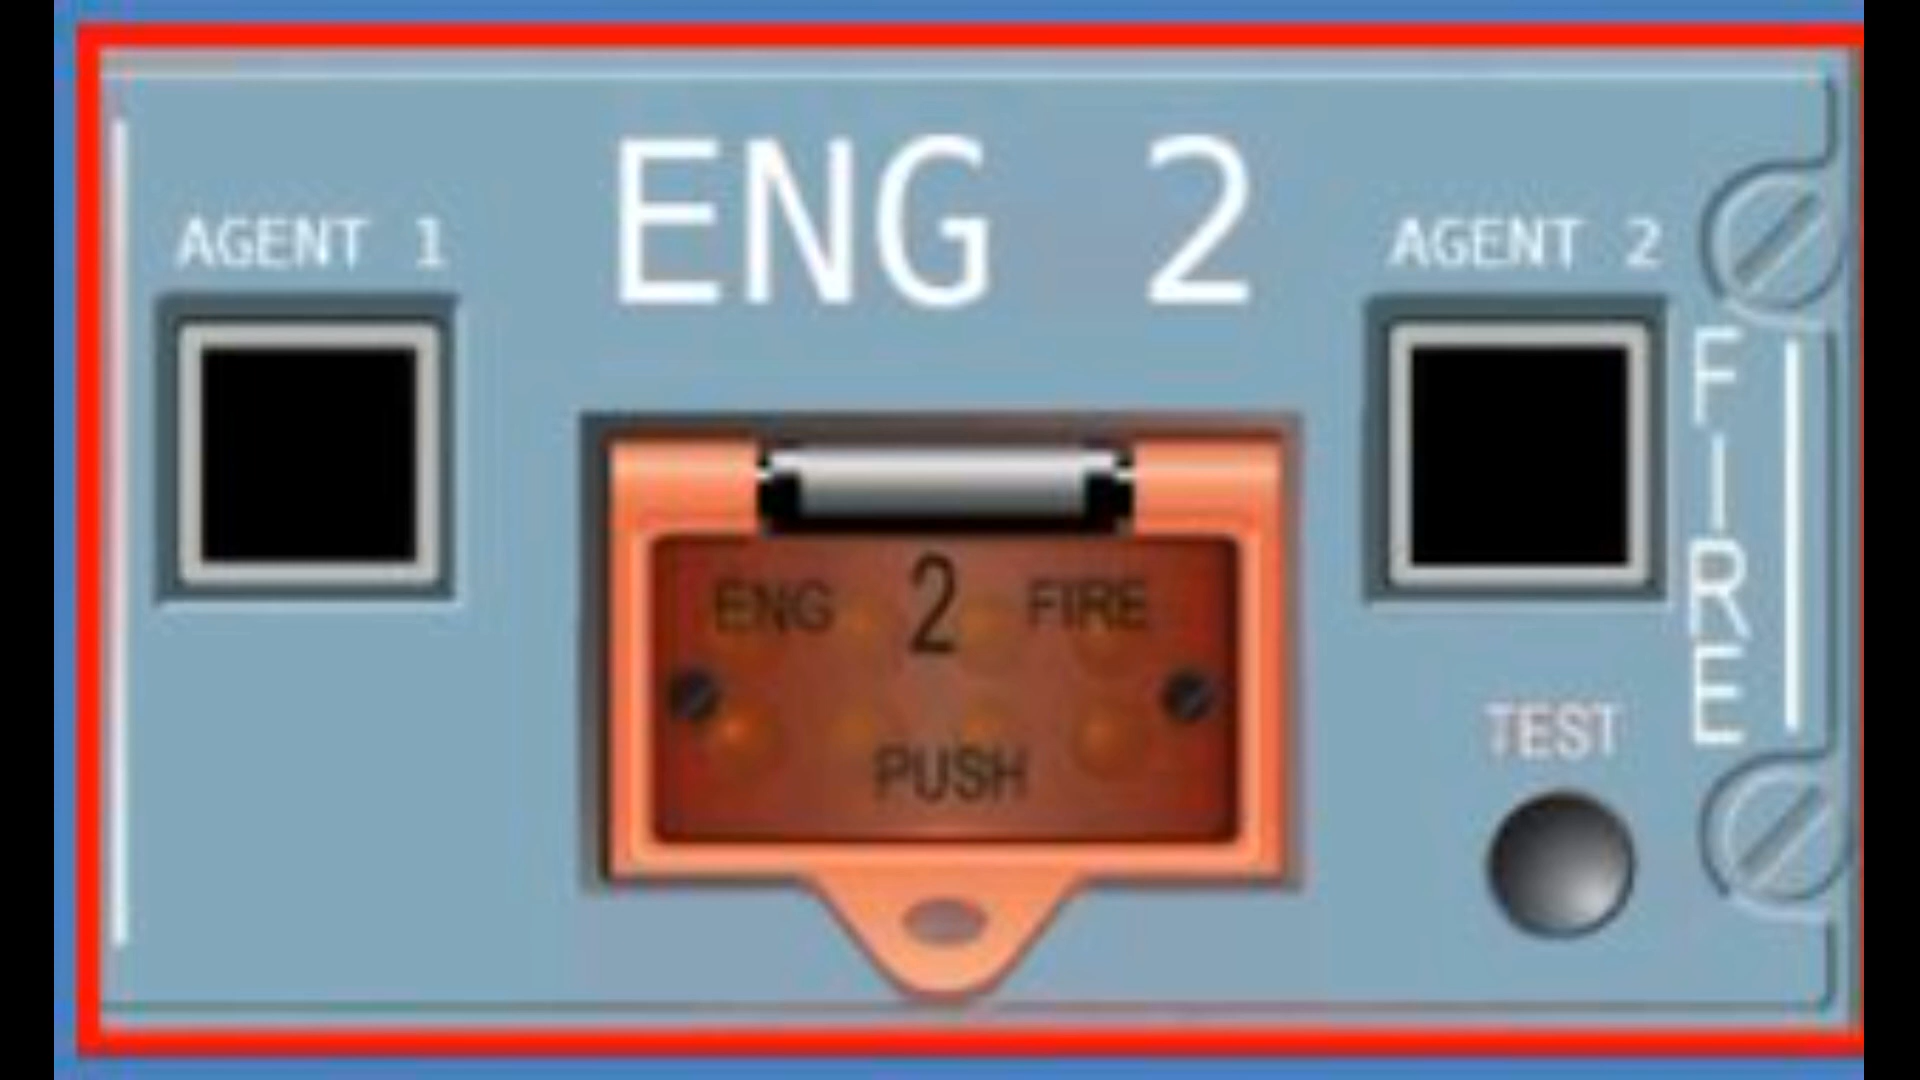 ENG 2
AGENT 1
AGENT 2
FIRE
ENG 2 FIRE
PUSH
TEST